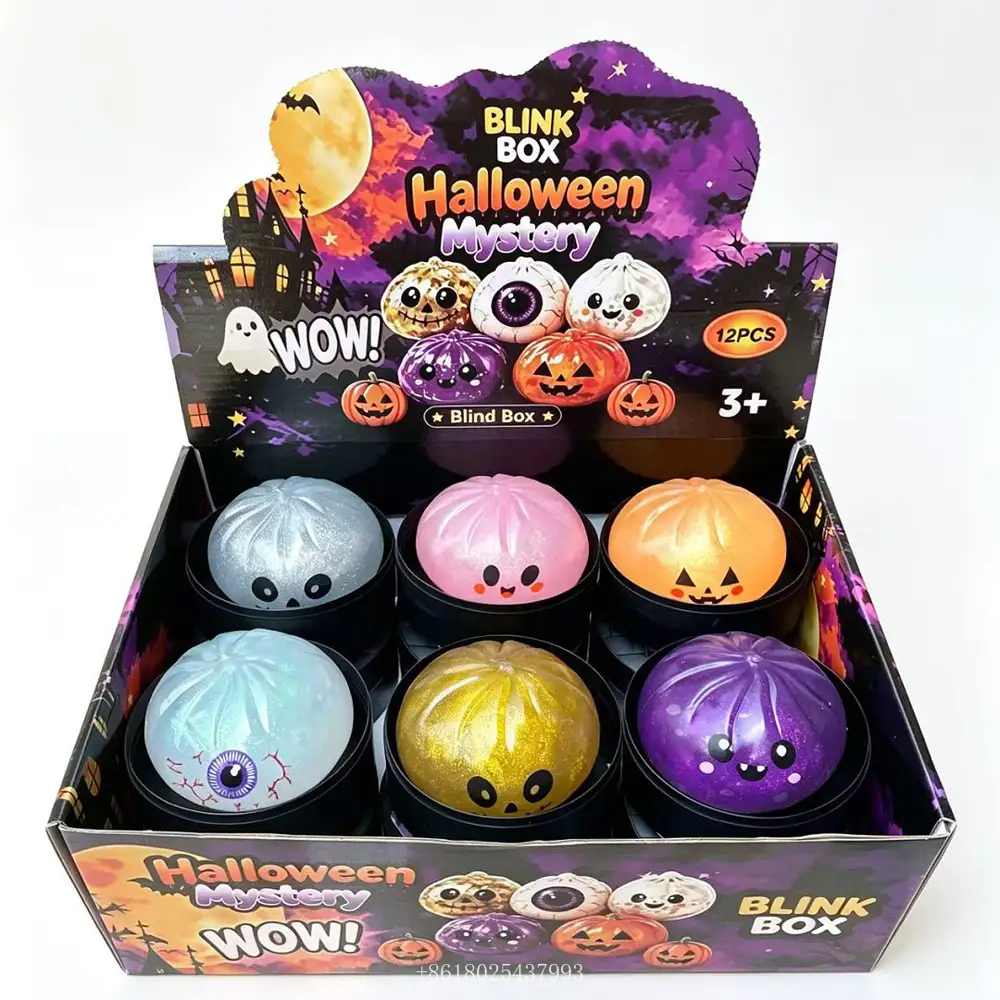 BLINK
BOX
Halloween
Mystery
WOW!
12PCS
3+
Blind Box
Halloween
Mystery
WOW!
BLINK
BOX
+8618025437993